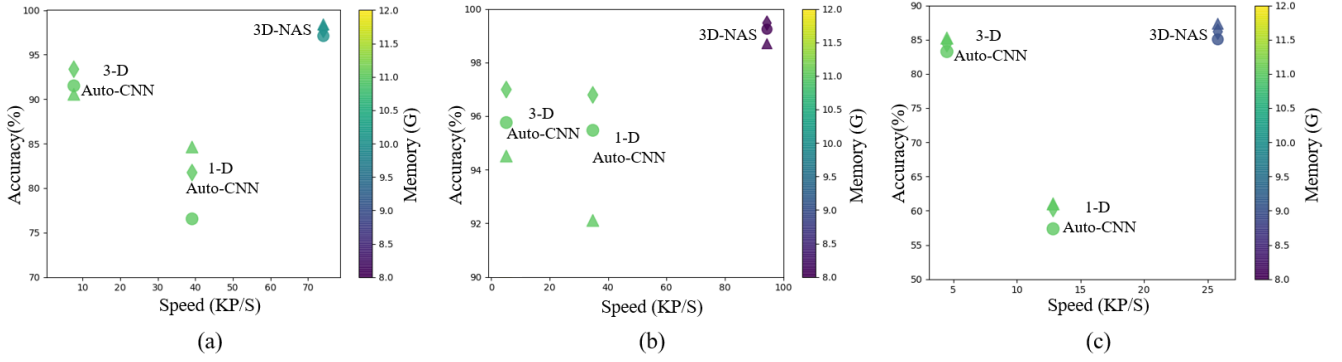 100
95
90
85
80
75
70
Accuracy(%)
10
20
30
40
50
60
70
Speed (KP/S)
3-D
Auto-CNN
1-D
Auto-CNN
3D-NAS
12.0
11.5
11.0
10.5
10.0
9.5
9.0
8.5
8.0
Memory (G)
(a)
100
98
96
94
92
90
Accuracy(%)
0
20
40
60
80
100
Speed (KP/S)
3-D
Auto-CNN
1-D
Auto-CNN
3D-NAS
12.0
11.5
11.0
10.5
10.0
9.5
9.0
8.5
8.0
Memory (G)
(b)
90
85
80
75
70
65
60
55
50
Accuracy(%)
5
10
15
20
25
Speed (KP/S)
3-D
Auto-CNN
1-D
Auto-CNN
3D-NAS
12.0
11.5
11.0
10.5
10.0
9.5
9.0
8.5
8.0
Memory (G)
(c)